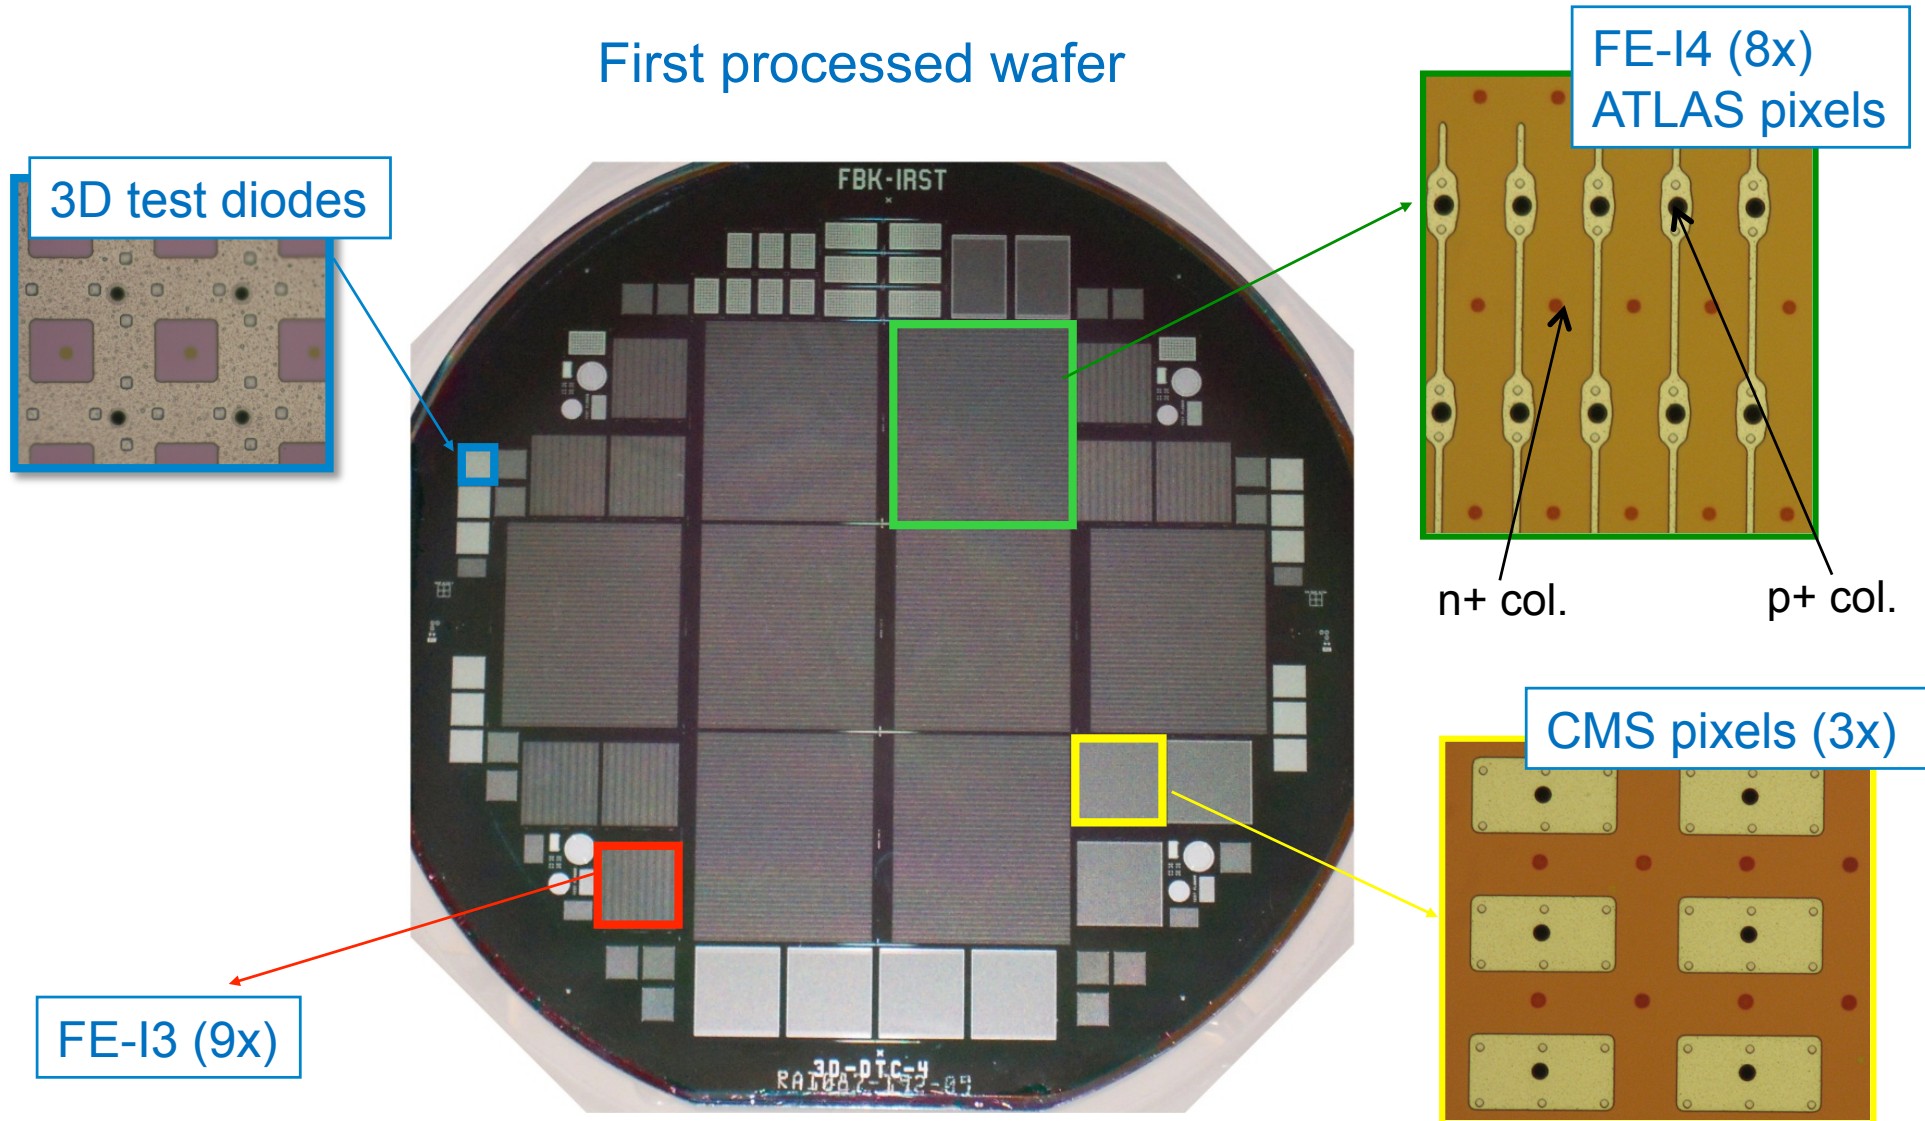 First processed wafer
FE-I4 (8x)
ATLAS pixels
3D test diodes
FBK-IRST
n+ col.
p+ col.
CMS pixels (3x)
FE-I3 (9x)
3D-DTC-4